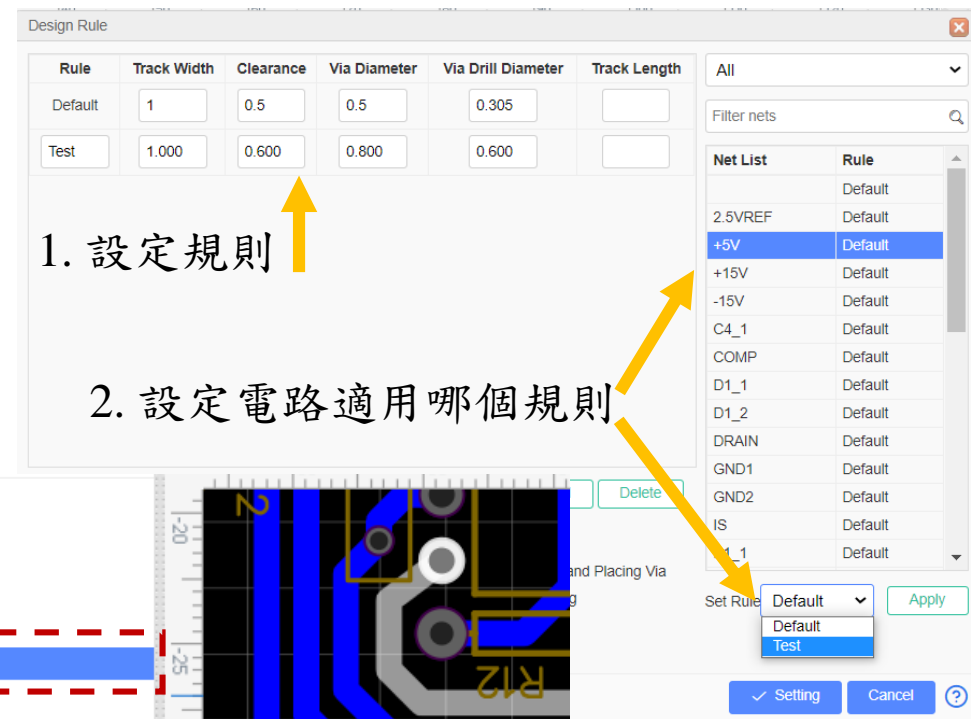 Design Rule
Rule Track Width Clearance Via Diameter Via Drill Diameter Track Length
Default 1 0.5 0.5 0.305
Test 1.000 0.600 0.800 0.600
1. 設定規則
2. 設定電路適用哪個規則
All
Filter nets
Net List Rule
Default
2.5VREF Default
+5V Default
+15V Default
-15V Default
C4_1 Default
COMP Default
D1_1 Default
D1_2 Default
DRAIN Default
GND1 Default
GND2 Default
IS Default
Default
Delete
and Placing Via
Set Rule Default Apply
Default
Test
Setting Cancel ?
-20
-25
2
R12